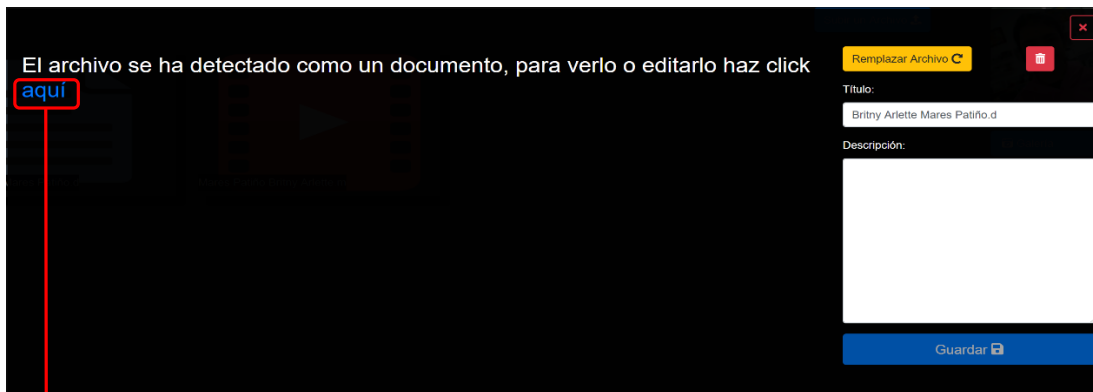 El archivo se ha detectado como un documento, para verlo o editarlo haz click
aquí
Remplazar Archivo
Título:
Britny Arlette Mares Patiño.d
Descripción:
Guardar